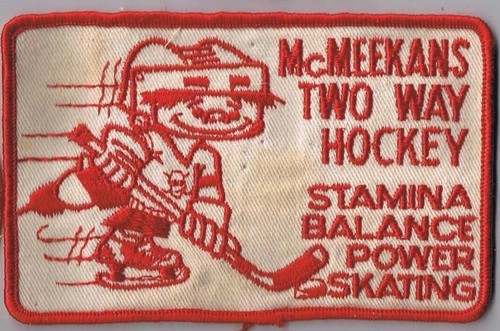 McMEEKANS
TWO WAY
HOCKEY
STAMINA
BALANCE
POWER
SKATING